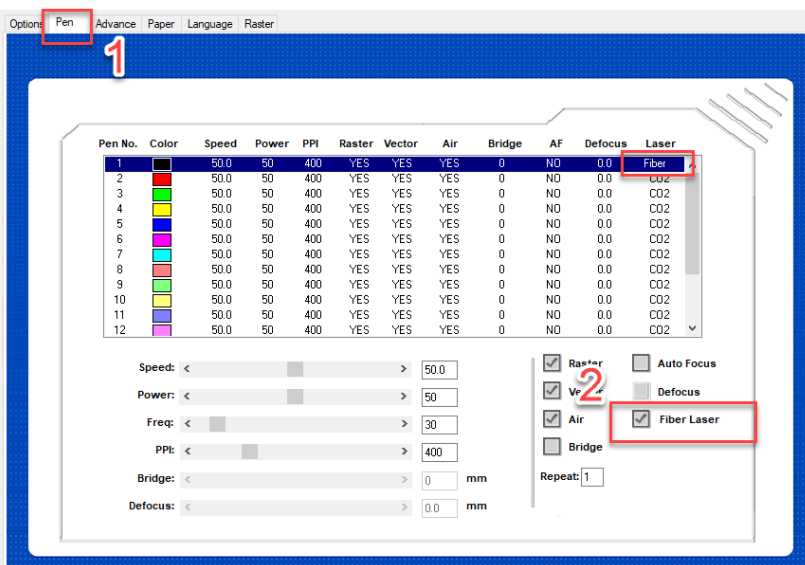 Options Pen Advance Paper Language Raster
1
Pen No. Color Speed Power PPI Raster Vector Air Bridge AF Defocus Laser
1 50.0 50 400 YES YES YES 0 NO 0.0 Fiber
2 50.0 50 400 YES YES YES 0 NO 0.0 CO2
3 50.0 50 400 YES YES YES 0 NO 0.0 CO2
4 50.0 50 400 YES YES YES 0 NO 0.0 CO2
5 50.0 50 400 YES YES YES 0 NO 0.0 CO2
6 50.0 50 400 YES YES YES 0 NO 0.0 CO2
7 50.0 50 400 YES YES YES 0 NO 0.0 CO2
8 50.0 50 400 YES YES YES 0 NO 0.0 CO2
9 50.0 50 400 YES YES YES 0 NO 0.0 CO2
10 50.0 50 400 YES YES YES 0 NO 0.0 CO2
11 50.0 50 400 YES YES YES 0 NO 0.0 CO2
12 50.0 50 400 YES YES YES 0 NO 0.0 CO2
Speed: 50.0
Power: 50
Freq: 30
PPI: 400
Bridge: 0 mm
Defocus: 0.0 mm
Raster Auto Focus
2
Vector Defocus
Air Fiber Laser
Bridge
Repeat: 1